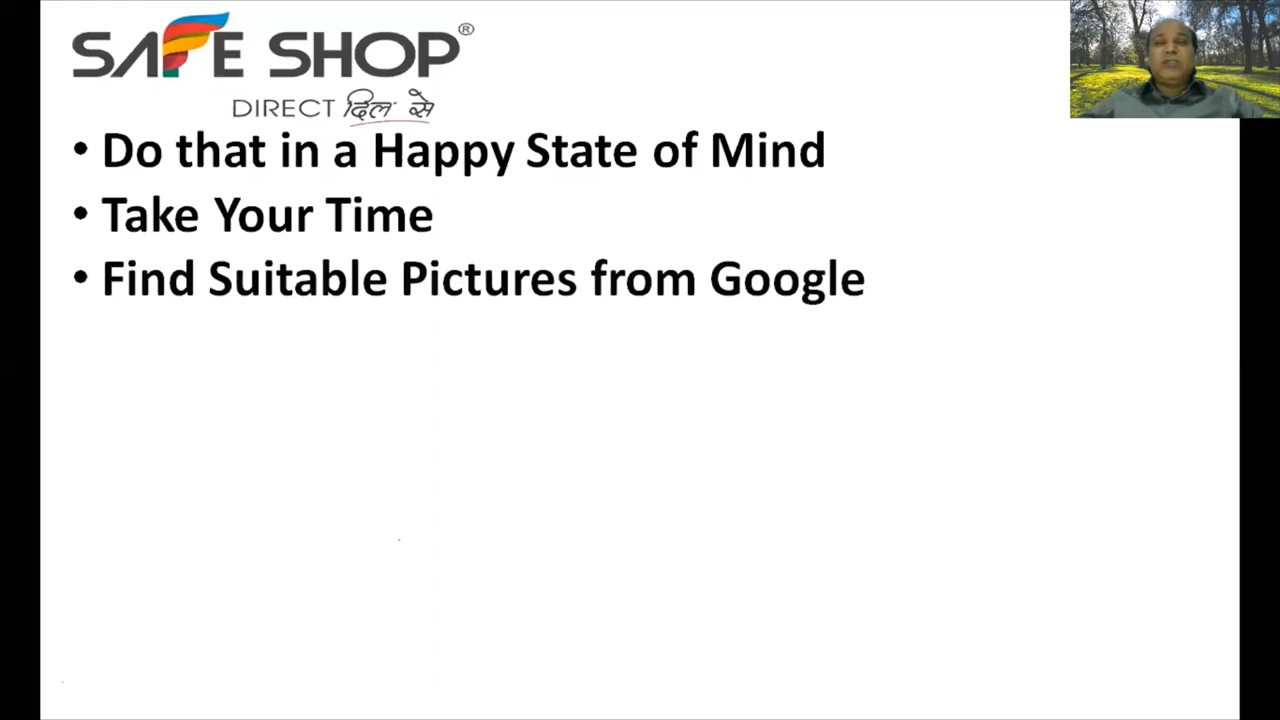 SAFE SHOP®
DIRECT दिल से
• Do that in a Happy State of Mind
• Take Your Time
• Find Suitable Pictures from Google